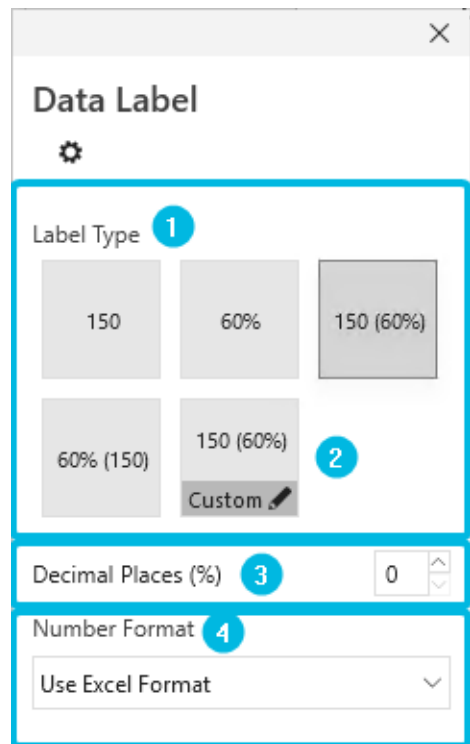 Data Label
Label Type 1
150 60% 150 (60%)
60% (150) 150 (60%) 2
Custom
Decimal Places (%) 3 0
Number Format 4
Use Excel Format